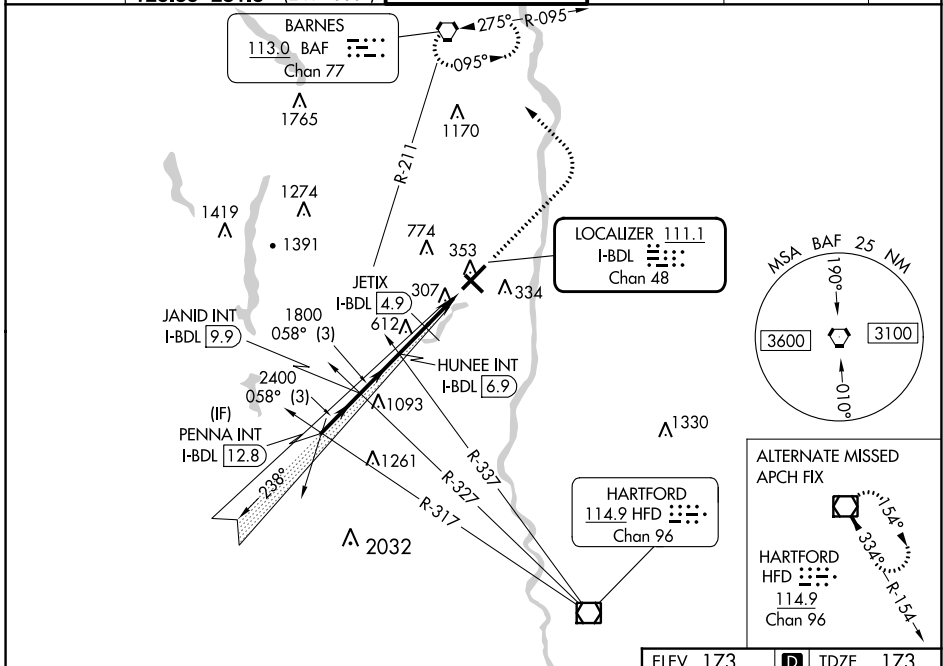 BARNES
113.0 BAF
Chan 77
275°
R-095
095°
1765
1170
R-211
1274
1419
1391
774
353
334
LOCALIZER 111.1
I-BDL
Chan 48
JETIX
I-BDL 4.9
307
612
JANID INT
I-BDL 9.9
1800
058° (3)
HUNEE INT
I-BDL 6.9
2400
058° (3)
(IF)
PENNA INT
I-BDL 12.8
1093
1261
238°
R-337
R-327
R-317
1330
2032
HARTFORD
114.9 HFD
Chan 96
MSA BAF 25 NM
190°
3600
3100
010°
ALTERNATE MISSED
APCH FIX
154°
334°
R-154
HARTFORD
HFD
114.9
Chan 96
ELEV 173
D
TDZE 173